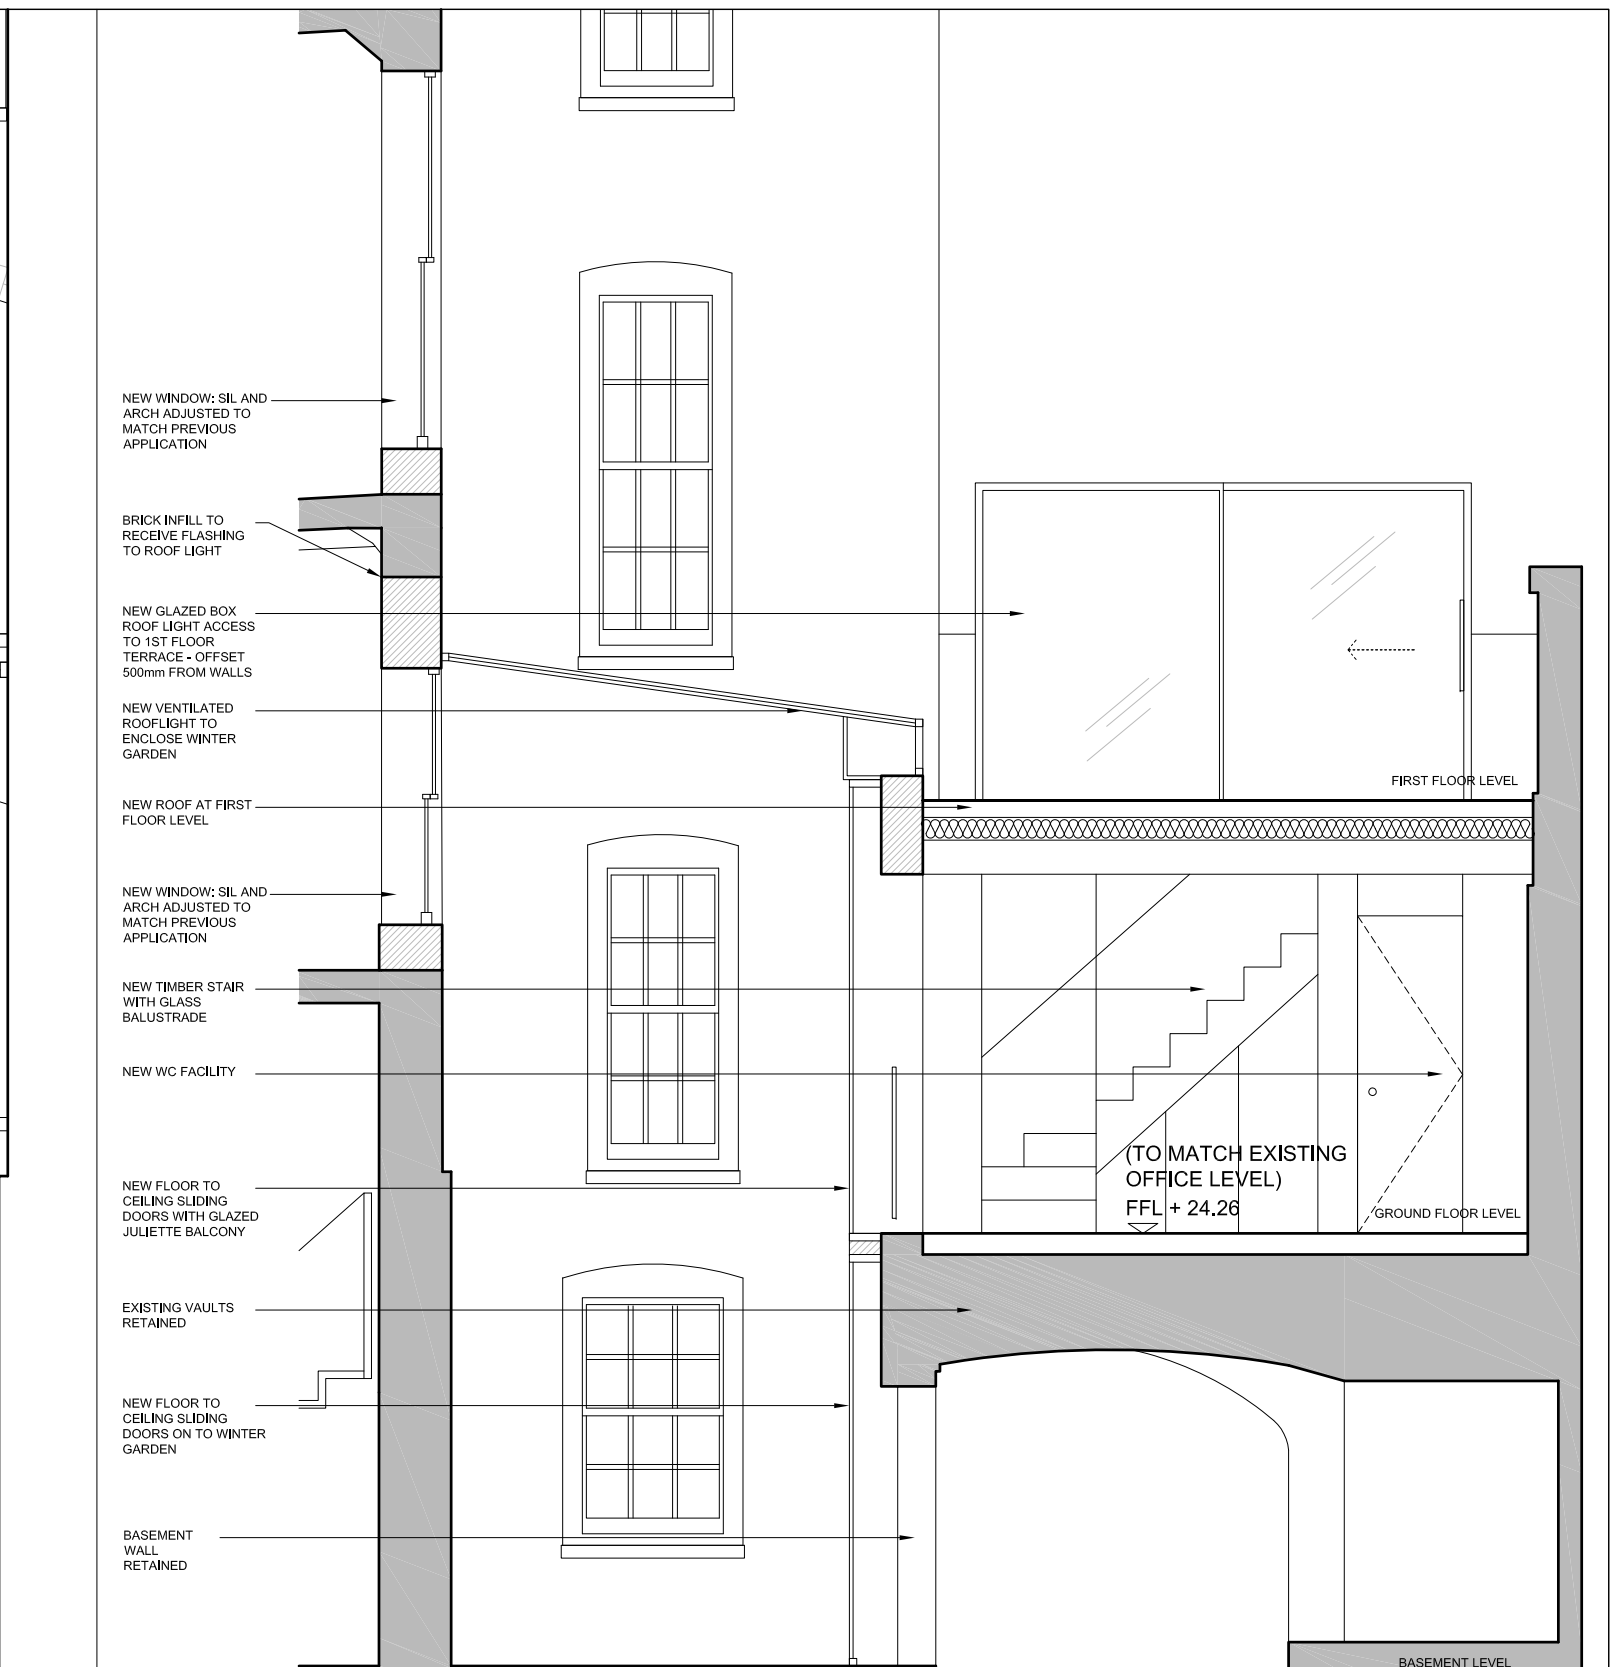 NEW WINDOW: SIL AND
ARCH ADJUSTED TO
MATCH PREVIOUS
APPLICATION
BRICK INFILL TO
RECEIVE FLASHING
TO ROOF LIGHT
NEW GLAZED BOX
ROOF LIGHT ACCESS
TO 1ST FLOOR
TERRACE - OFFSET
500mm FROM WALLS
NEW VENTILATED
ROOFLIGHT TO
ENCLOSE WINTER
GARDEN
FIRST FLOOR LEVEL
NEW ROOF AT FIRST
FLOOR LEVEL
NEW WINDOW: SIL AND
ARCH ADJUSTED TO
MATCH PREVIOUS
APPLICATION
NEW TIMBER STAIR
WITH GLASS
BALUSTRADE
NEW WC FACILITY
(TO MATCH EXISTING
OFFICE LEVEL)
FFL + 24.26
GROUND FLOOR LEVEL
NEW FLOOR TO
CEILING SLIDING
DOORS WITH GLAZED
JULIETTE BALCONY
EXISTING VAULTS
RETAINED
NEW FLOOR TO
CEILING SLIDING
DOORS ON TO WINTER
GARDEN
BASEMENT
WALL
RETAINED
BASEMENT LEVEL